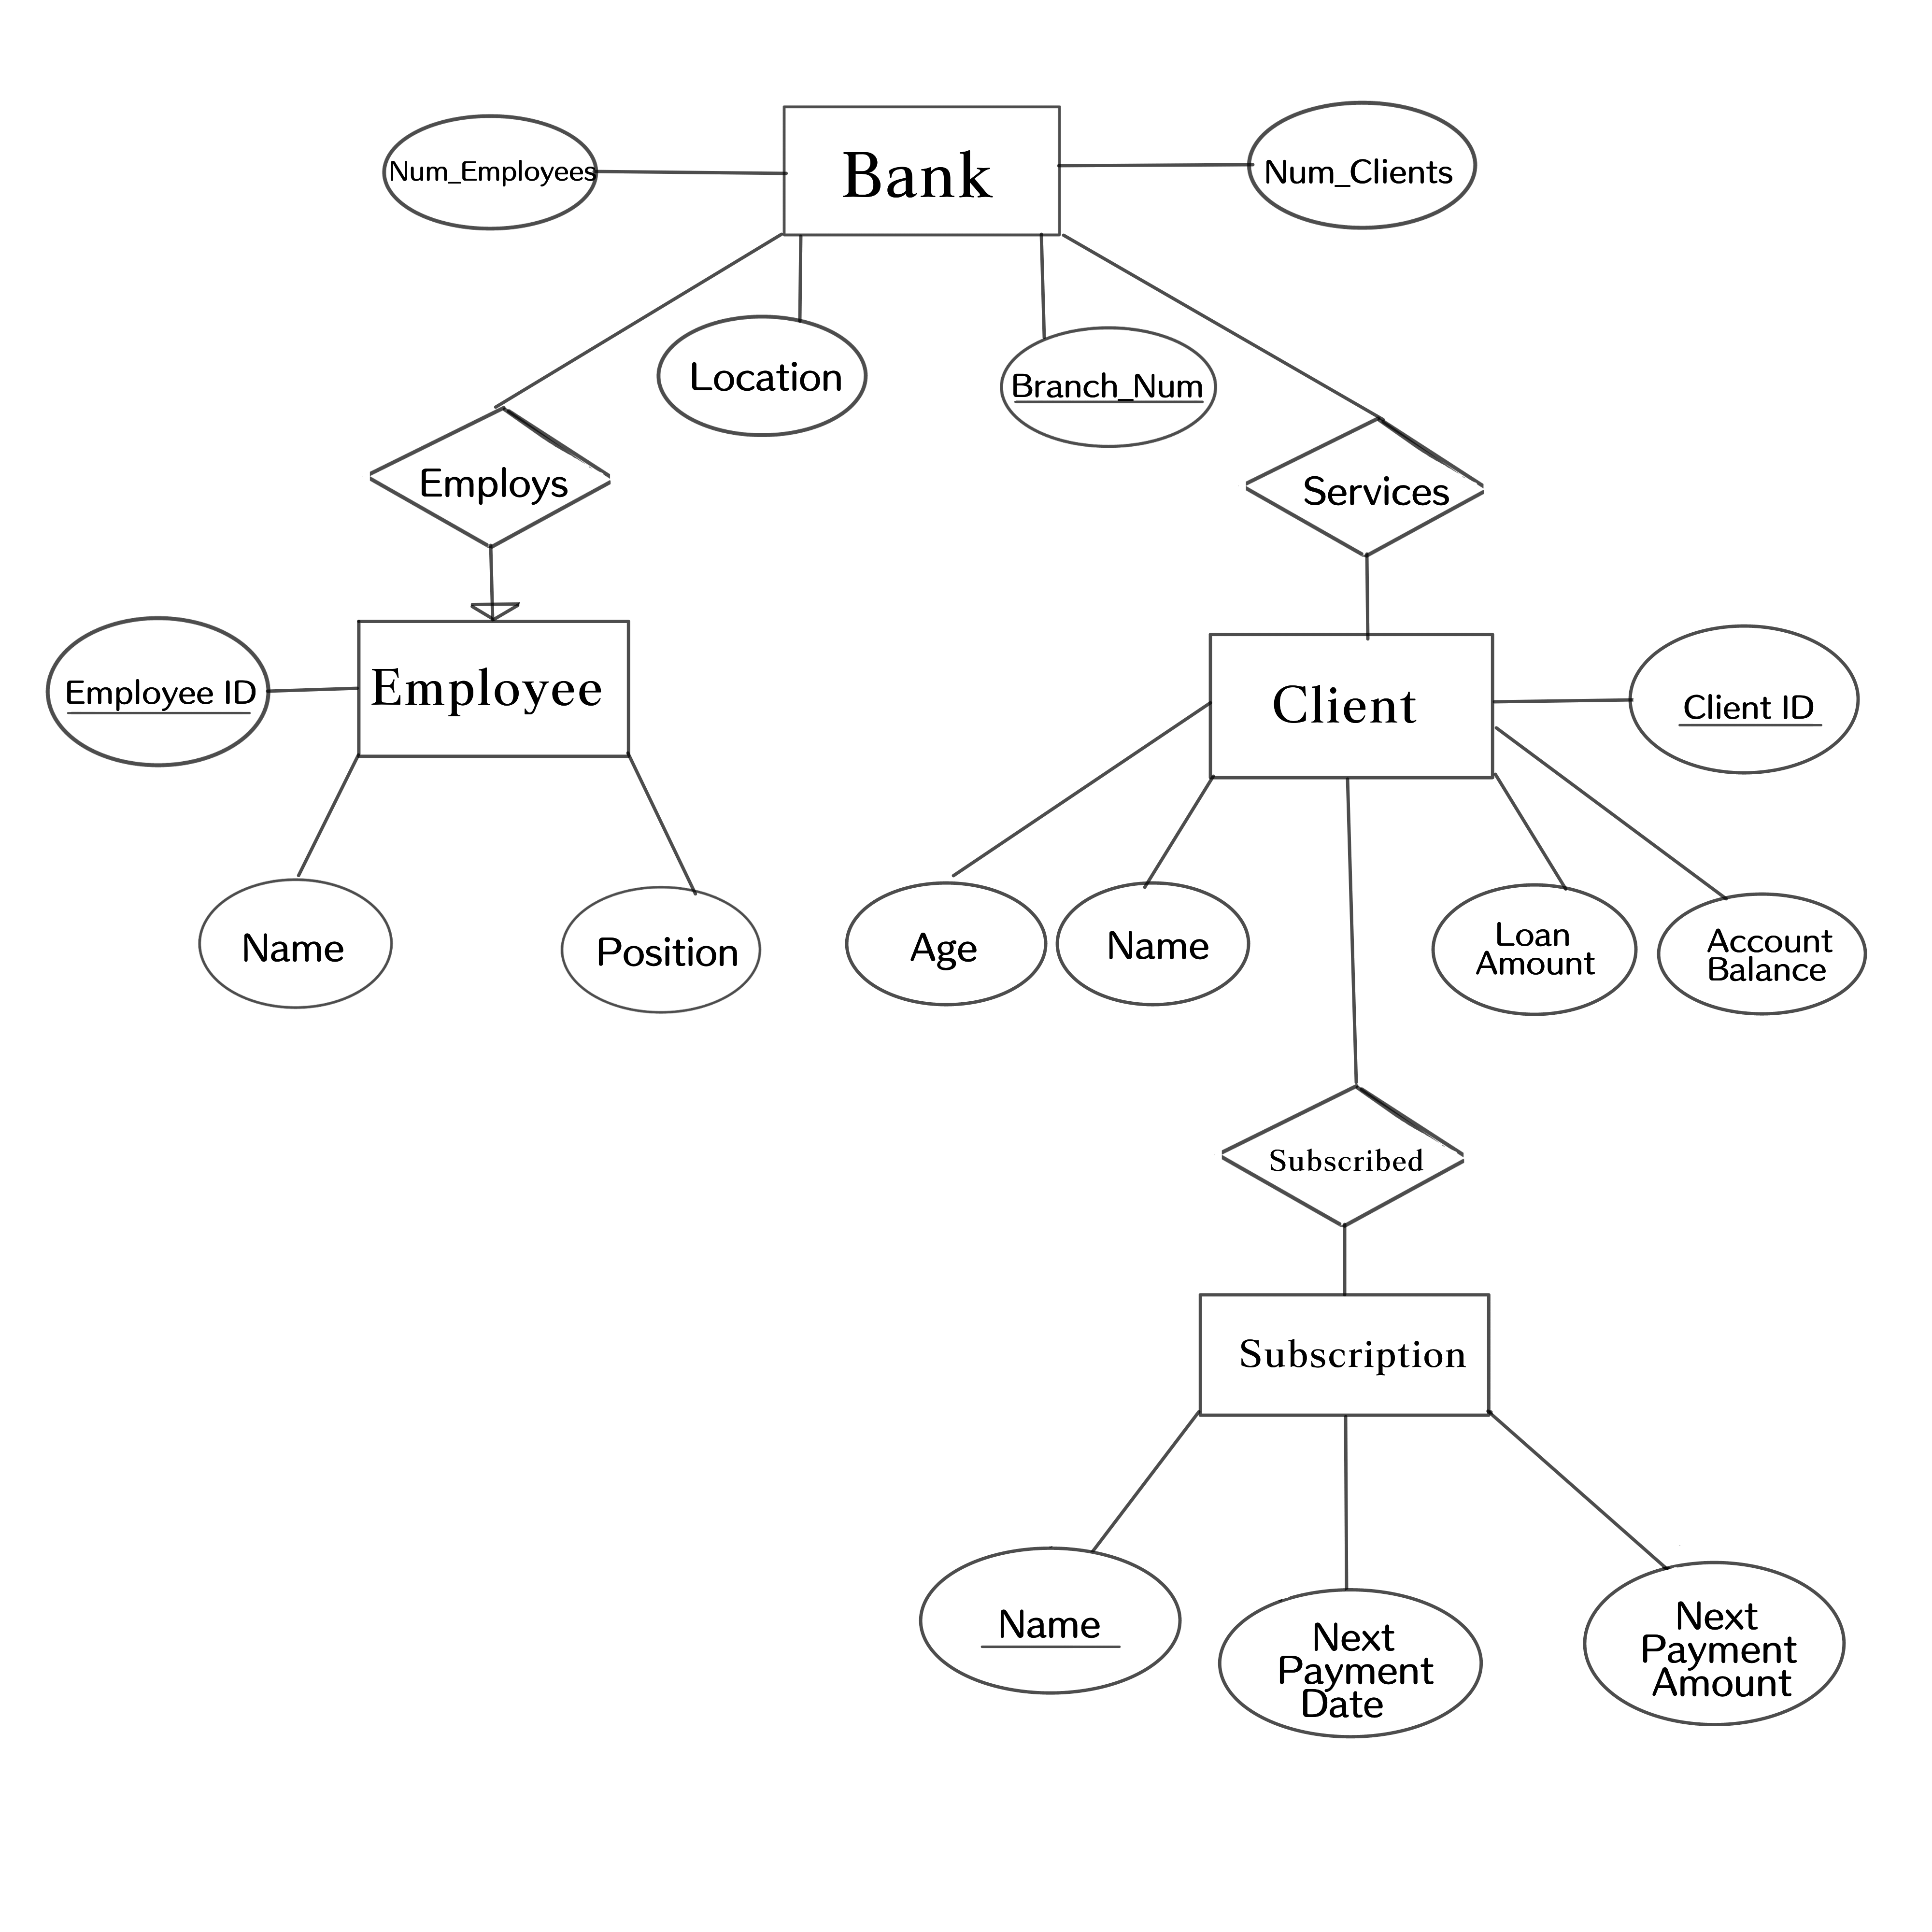 Num_Employees
Bank
Num_Clients
Location
Branch_Num
Employs
Services
Employee ID
Employee
Client
Client ID
Name
Position
Age
Name
Loan
Amount
Account
Balance
Subscribed
Subscription
Name
Next
Payment
Date
Next
Payment
Amount